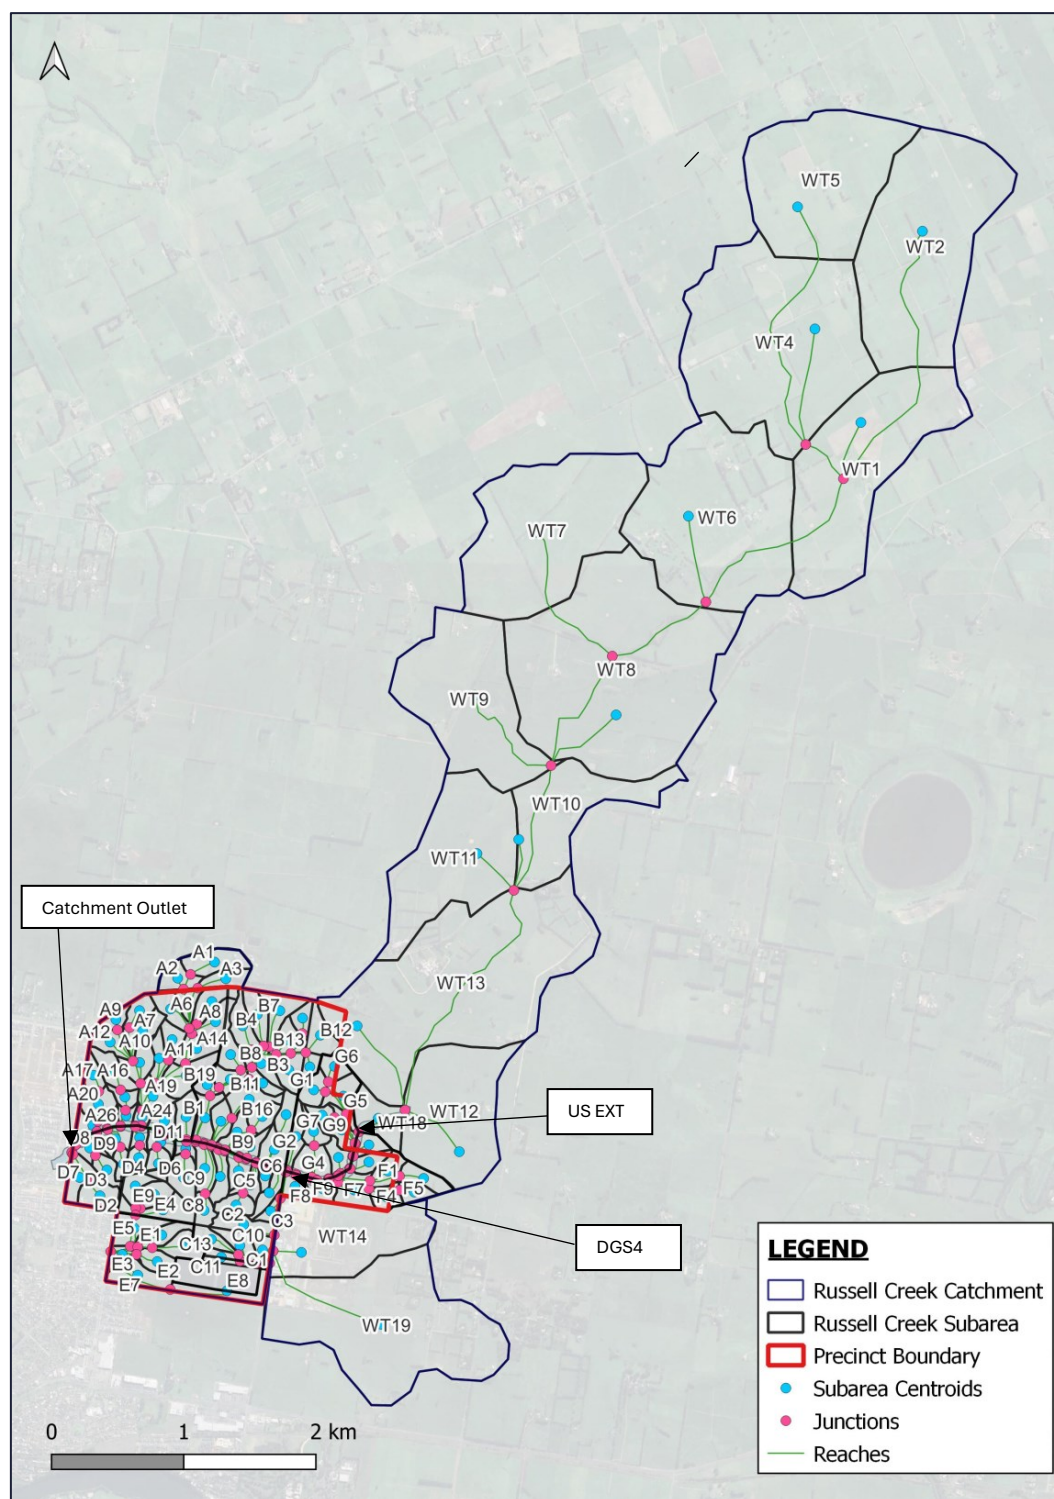 WT5
WT2
WT4
WT1
WT6
WT7
WT8
WT9
WT10
WT11
Catchment Outlet
WT13
A1
A2
A3
A6
A8
B7
B4
A9
A7
A12
A14
B12
A10
A11
B13
B8
B3
G6
A17
A16
B19
G1
A20
A19
B11
G5
US EXT
WT12
A26
A24
B1
B16
G7
G9
WT18
D8
D11
B9
G2
D9
D7
D3
D4
D6
C9
C6
G4
F1
C5
F9
F7
F5
D2
E9
E4
C8
F8
F4
C2
C3
DGS4
E5
E1
C13
C10
WT14
E3
E2
C11
C1
E7
E8
WT19
LEGEND
Russell Creek Catchment
Russell Creek Subarea
Precinct Boundary
Subarea Centroids
Junctions
Reaches
0 1 2 km